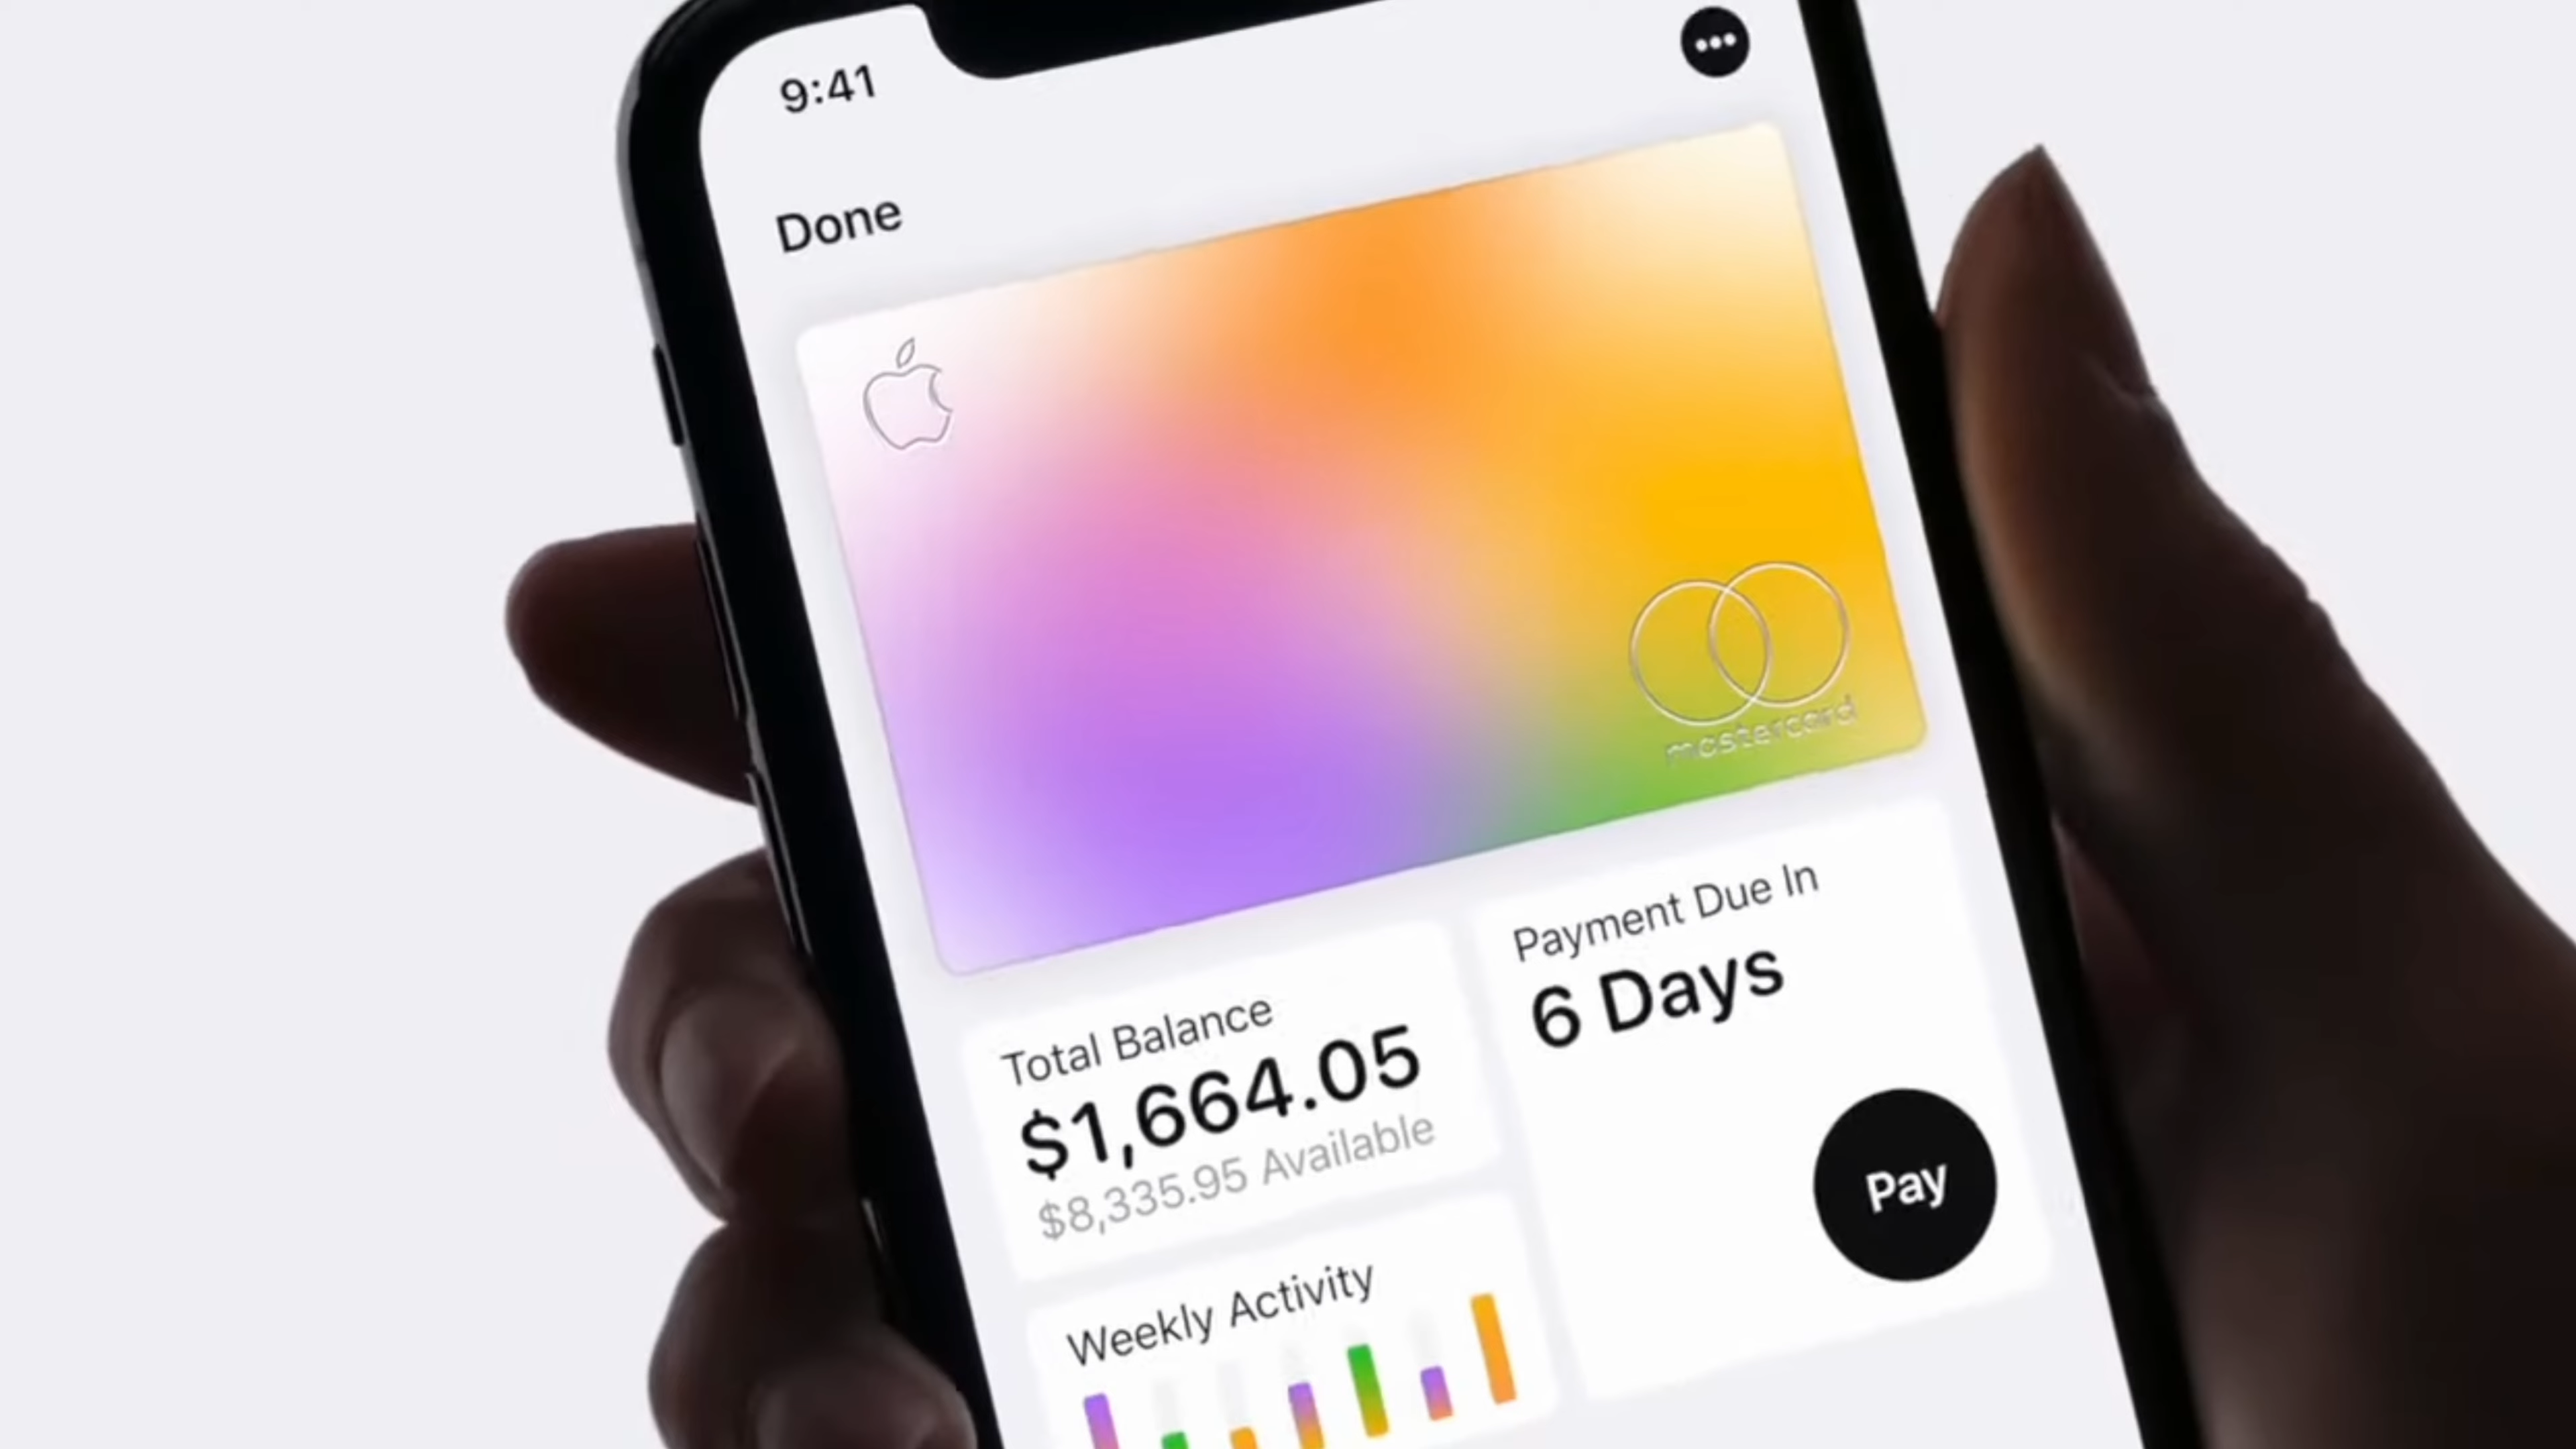 9:41
Done
mastercard
Total Balance
$1,664.05
$8,335.95 Available
Payment Due In
6 Days
Pay
Weekly Activity